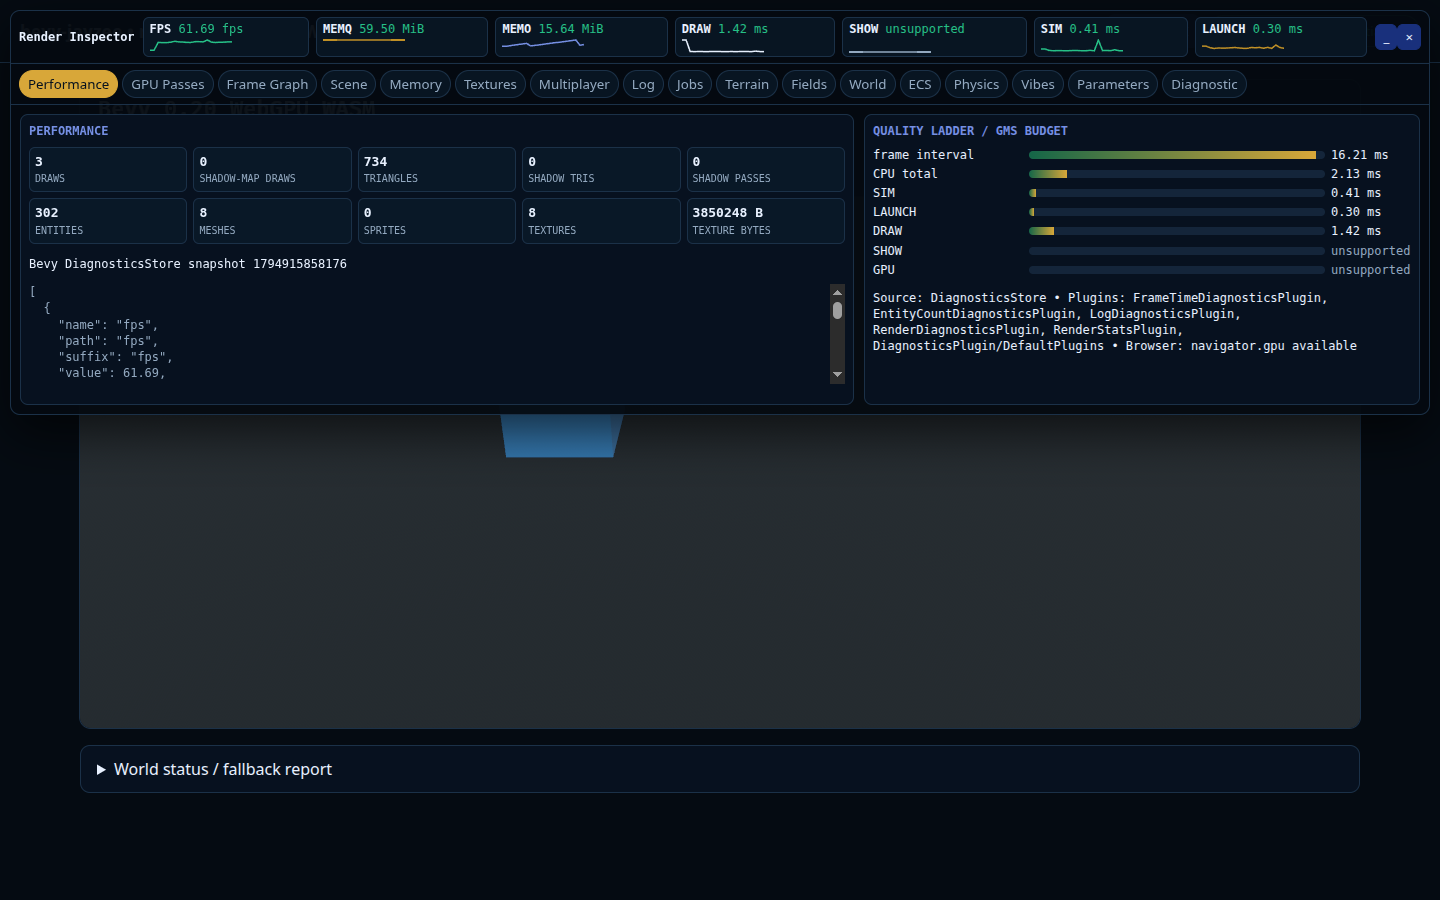 Render Inspector
FPS 61.69 fps
MEMQ 59.50 MiB
MEMO 15.64 MiB
DRAW 1.42 ms
SHOW unsupported
SIM 0.41 ms
LAUNCH 0.30 ms
_
×
Performance
GPU Passes
Frame Graph
Scene
Memory
Textures
Multiplayer
Log
Jobs
Terrain
Fields
World
ECS
Physics
Vibes
Parameters
Diagnostic
Bevy 0.20 WebGPU WASM
PERFORMANCE
3
DRAWS
0
SHADOW-MAP DRAWS
734
TRIANGLES
0
SHADOW TRIS
0
SHADOW PASSES
302
ENTITIES
8
MESHES
0
SPRITES
8
TEXTURES
3850248 B
TEXTURE BYTES
Bevy DiagnosticsStore snapshot 1794915858176
[
{
"name": "fps",
"path": "fps",
"suffix": "fps",
"value": 61.69,
QUALITY LADDER / GMS BUDGET
frame interval 16.21 ms
CPU total 2.13 ms
SIM 0.41 ms
LAUNCH 0.30 ms
DRAW 1.42 ms
SHOW unsupported
GPU unsupported
Source: DiagnosticsStore • Plugins: FrameTimeDiagnosticsPlugin,
EntityCountDiagnosticsPlugin, LogDiagnosticsPlugin,
RenderDiagnosticsPlugin, RenderStatsPlugin,
DiagnosticsPlugin/DefaultPlugins • Browser: navigator.gpu available
World status / fallback report